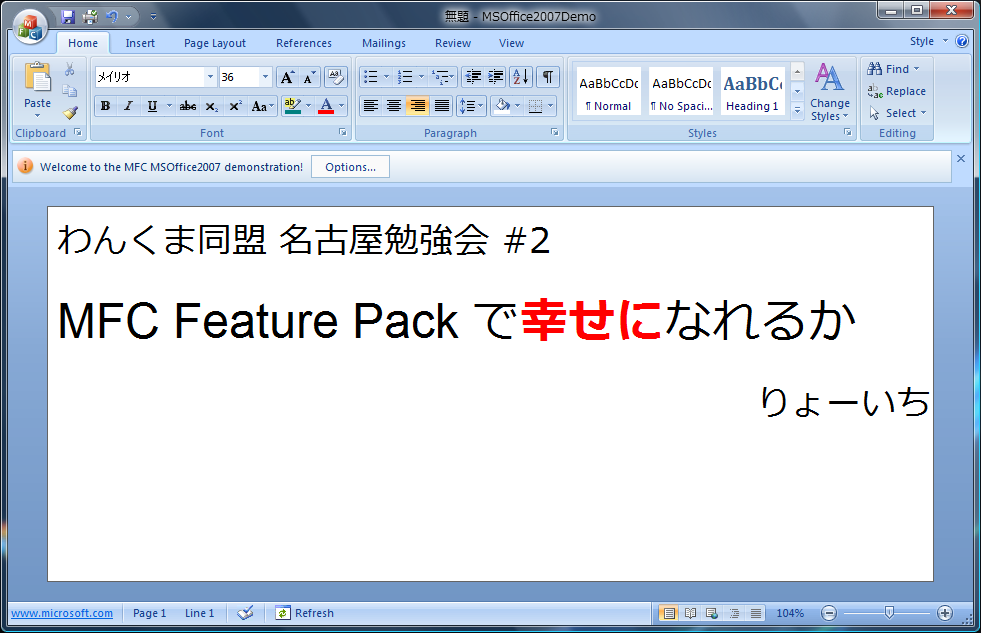 無題 - MSOffice2007Demo
Home Insert Page Layout References Mailings Review View Style
Paste
Clipboard
メイリオ 36
B I U abc x₂ x² Aa
Font
Paragraph
AaBbCcDc AaBbCcDc AaBbCc
¶ Normal ¶ No Spaci... Heading 1
Change Styles
Styles
Find
Replace
Select
Editing
Welcome to the MFC MSOffice2007 demonstration! Options...
わんくま同盟 名古屋勉強会 #2
MFC Feature Pack で幸せになれるか
りょーいち
www.microsoft.com Page 1 Line 1 Refresh 104%